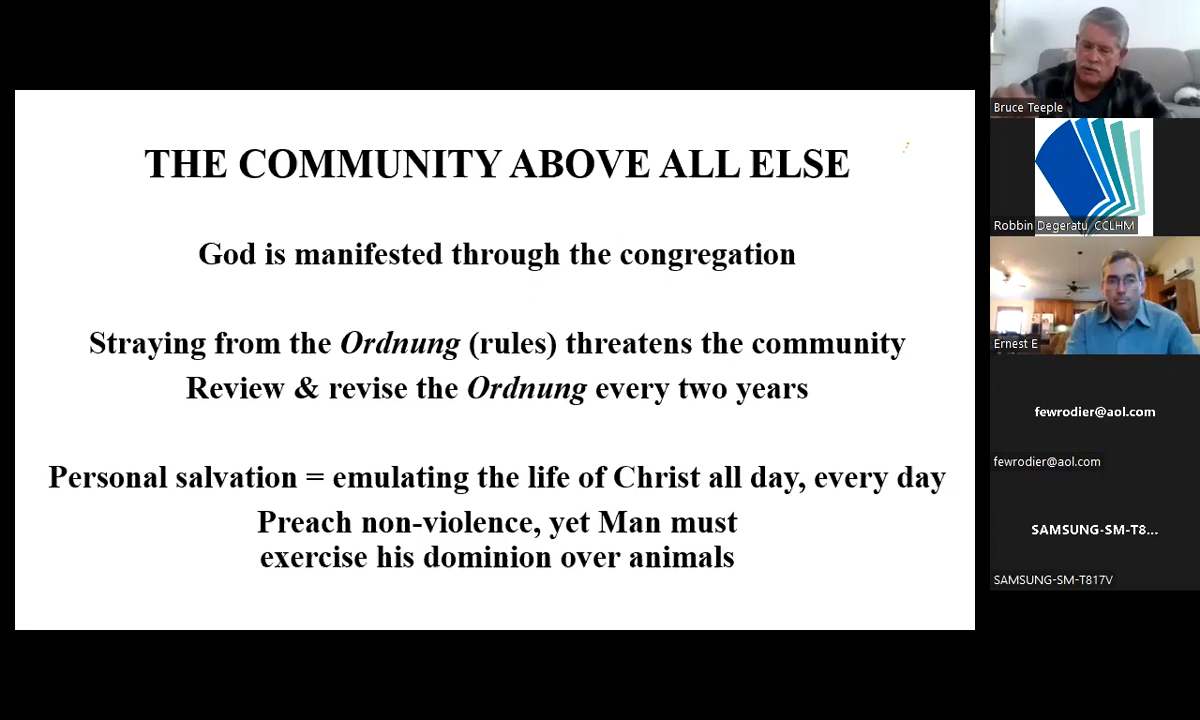 THE COMMUNITY ABOVE ALL ELSE
God is manifested through the congregation
Straying from the Ordnung (rules) threatens the community
Review & revise the Ordnung every two years
Personal salvation = emulating the life of Christ all day, every day
Preach non-violence, yet Man must
exercise his dominion over animals
Bruce Teeple
Robbin Degeratu, CCLHM
Ernest E
fewrodier@aol.com
fewrodier@aol.com
SAMSUNG-SM-T8...
SAMSUNG-SM-T817V